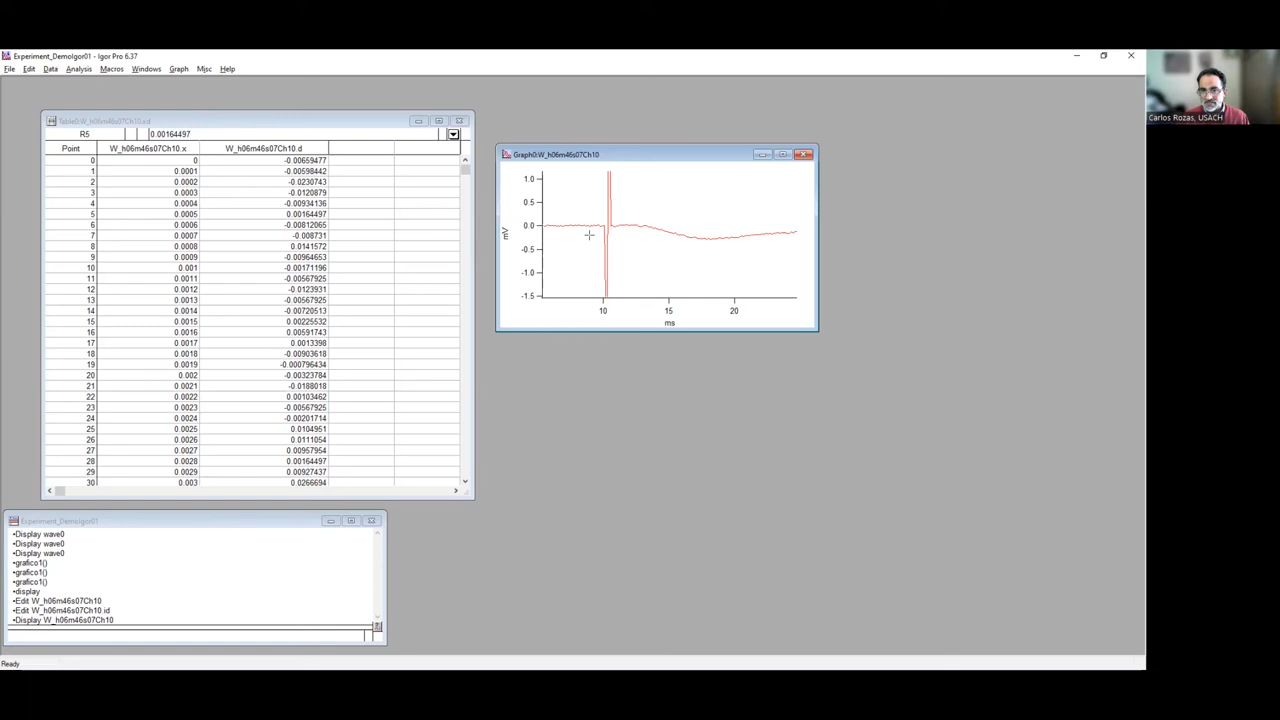 Experiment_DemoIgor01 - Igor Pro 6.37
File Edit Data Analysis Macros Windows Graph Misc Help
Carlos Rozas, USACH
Table0:W_h06m46s07Ch10.xd
R5 0.00164497
Point W_h06m46s07Ch10.x W_h06m46s07Ch10.d
0 0 -0.00659477
1 0.0001 -0.00598442
2 0.0002 -0.0230743
3 0.0003 -0.0120879
4 0.0004 -0.00934136
5 0.0005 0.00164497
6 0.0006 -0.00812065
7 0.0007 -0.008731
8 0.0008 0.0141572
9 0.0009 -0.00964653
10 0.001 -0.00171196
11 0.0011 -0.00567925
12 0.0012 -0.0123931
13 0.0013 -0.00567925
14 0.0014 -0.00720513
15 0.0015 0.00225532
16 0.0016 0.00591743
17 0.0017 0.0013398
18 0.0018 -0.00903618
19 0.0019 -0.000796434
20 0.002 -0.00323784
21 0.0021 -0.0188018
22 0.0022 0.00103462
23 0.0023 -0.00567925
24 0.0024 -0.00201714
25 0.0025 0.0104951
26 0.0026 0.0111054
27 0.0027 0.00957954
28 0.0028 0.00164497
29 0.0029 0.00927437
30 0.003 0.0266694
Graph0:W_h06m46s07Ch10
1.0
0.5
0.0
-0.5
-1.0
-1.5
mV
10 15 20
ms
Experiment_DemoIgor01
•Display wave0
•Display wave0
•Display wave0
•grafico1()
•grafico1()
•grafico1()
•display
•Edit W_h06m46s07Ch10
•Edit W_h06m46s07Ch10.id
•Display W_h06m46s07Ch10
Ready